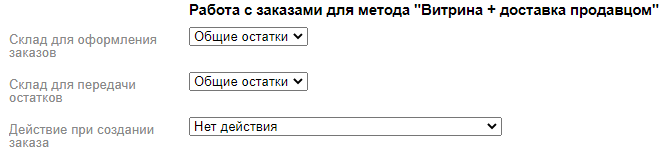 Работа с заказами для метода "Витрина + доставка продавцом"
Склад для оформления
заказов
Общие остатки
Склад для передачи
остатков
Общие остатки
Действие при создании
заказа
Нет действия